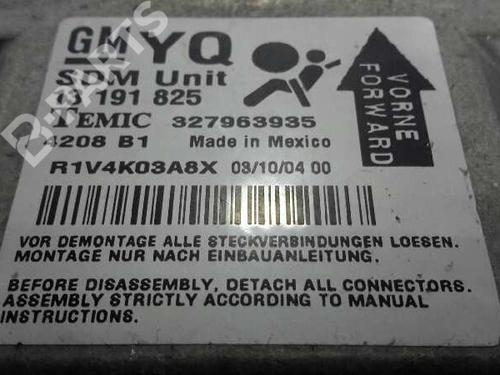 GM YQ
SDM Unit
13 191 825
TEMIC 327963935
4208 B1 Made in Mexico
R1V4K03A8X 03/10/04 00
VORNE
FORWARD
VOR DEMONTAGE ALLE STECKVERBINDUNGEN LOESEN.
MONTAGE NUR NACH EINBAUANLEITUNG.
BEFORE DISASSEMBLY, DETACH ALL CONNECTORS.
ASSEMBLY STRICTLY ACCORDING TO MANUAL
INSTRUCTIONS.
B-PARTS